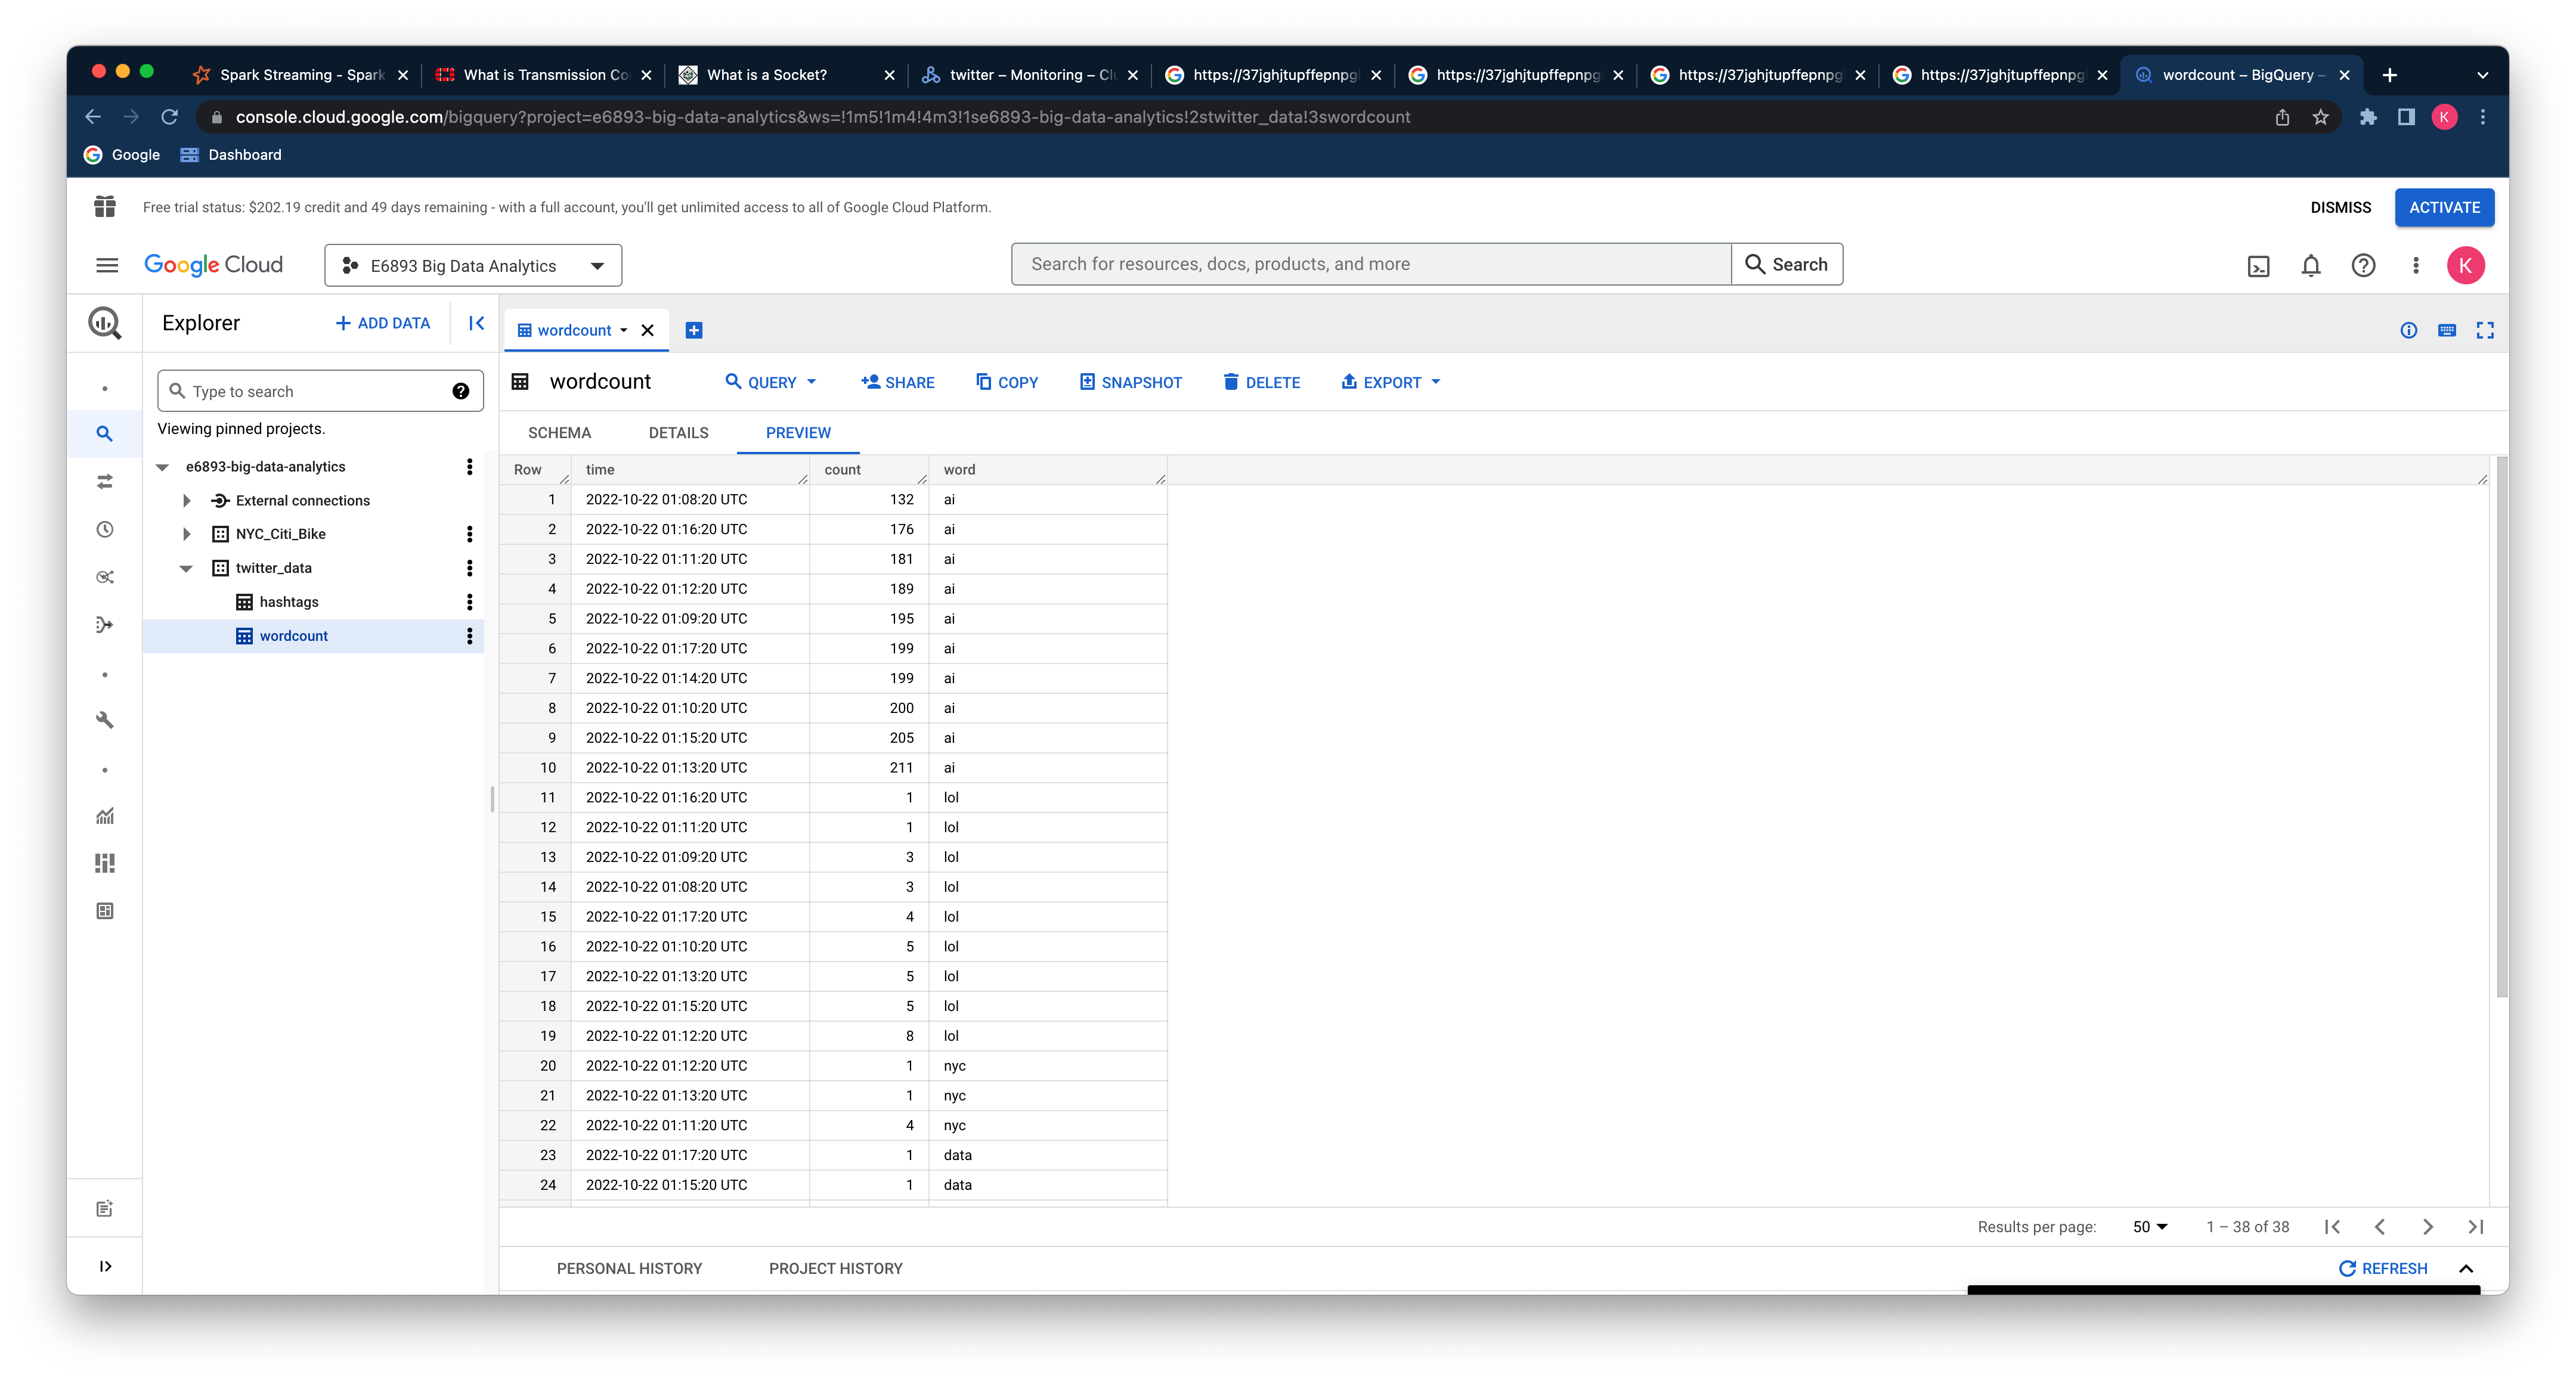 Spark Streaming - Spark What is Transmission Co What is a Socket? twitter – Monitoring – Cl https://37jghjtupffepnpg https://37jghjtupffepnpg https://37jghjtupffepnpg https://37jghjtupffepnpg wordcount – BigQuery –
console.cloud.google.com/bigquery?project=e6893-big-data-analytics&ws=!1m5!1m4!4m3!1se6893-big-data-analytics!2stwitter_data!3swordcount K
Google Dashboard
Free trial status: $202.19 credit and 49 days remaining - with a full account, you'll get unlimited access to all of Google Cloud Platform. DISMISS ACTIVATE
Google Cloud E6893 Big Data Analytics Search for resources, docs, products, and more Search K
Explorer + ADD DATA wordcount
Type to search
Viewing pinned projects.
e6893-big-data-analytics
External connections
NYC_Citi_Bike
twitter_data
hashtags
wordcount
wordcount QUERY SHARE COPY SNAPSHOT DELETE EXPORT
SCHEMA DETAILS PREVIEW
Row time count word
1 2022-10-22 01:08:20 UTC 132 ai
2 2022-10-22 01:16:20 UTC 176 ai
3 2022-10-22 01:11:20 UTC 181 ai
4 2022-10-22 01:12:20 UTC 189 ai
5 2022-10-22 01:09:20 UTC 195 ai
6 2022-10-22 01:17:20 UTC 199 ai
7 2022-10-22 01:14:20 UTC 199 ai
8 2022-10-22 01:10:20 UTC 200 ai
9 2022-10-22 01:15:20 UTC 205 ai
10 2022-10-22 01:13:20 UTC 211 ai
11 2022-10-22 01:16:20 UTC 1 lol
12 2022-10-22 01:11:20 UTC 1 lol
13 2022-10-22 01:09:20 UTC 3 lol
14 2022-10-22 01:08:20 UTC 3 lol
15 2022-10-22 01:17:20 UTC 4 lol
16 2022-10-22 01:10:20 UTC 5 lol
17 2022-10-22 01:13:20 UTC 5 lol
18 2022-10-22 01:15:20 UTC 5 lol
19 2022-10-22 01:12:20 UTC 8 lol
20 2022-10-22 01:12:20 UTC 1 nyc
21 2022-10-22 01:13:20 UTC 1 nyc
22 2022-10-22 01:11:20 UTC 4 nyc
23 2022-10-22 01:17:20 UTC 1 data
24 2022-10-22 01:15:20 UTC 1 data
Results per page: 50 1 – 38 of 38
PERSONAL HISTORY PROJECT HISTORY REFRESH